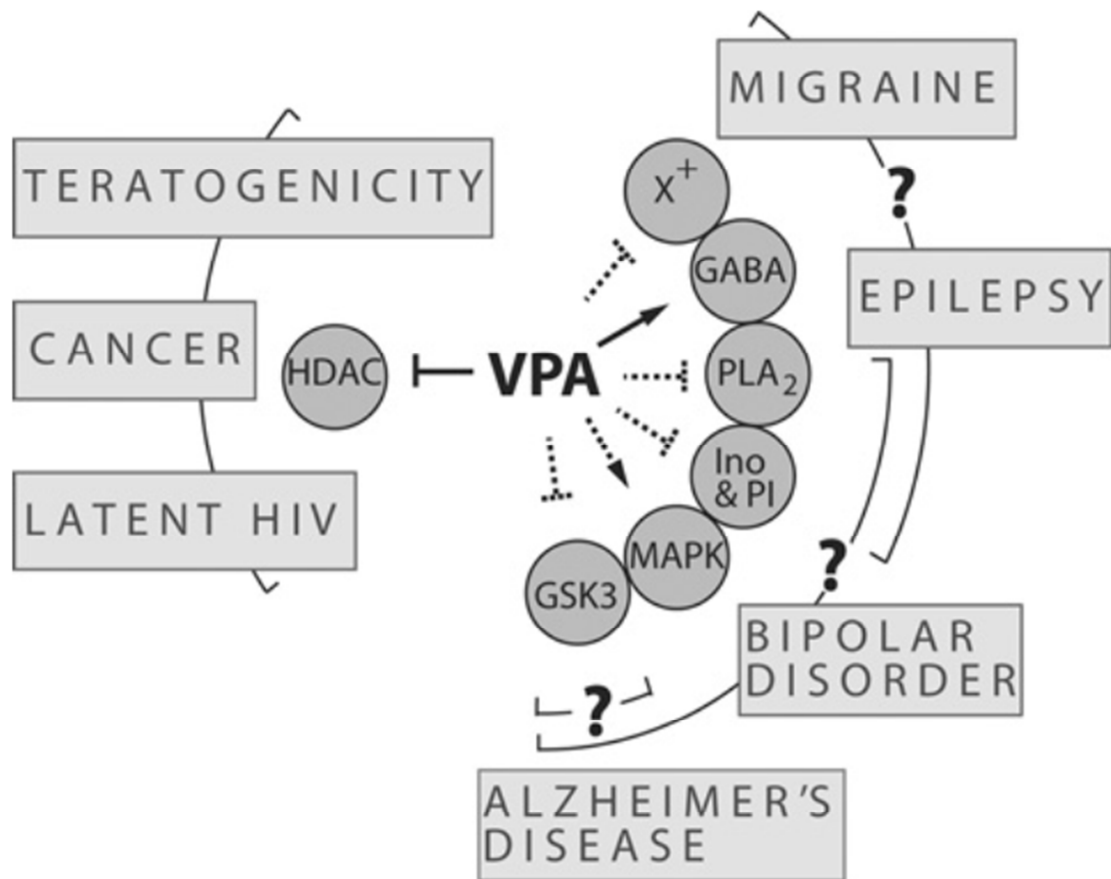 MIGRAINE
?
TERATOGENICITY
X+
GABA
EPILEPSY
CANCER
HDAC
VPA
PLA2
Ino
& PI
LATENT HIV
MAPK
GSK3
?
BIPOLAR
DISORDER
?
ALZHEIMER'S
DISEASE